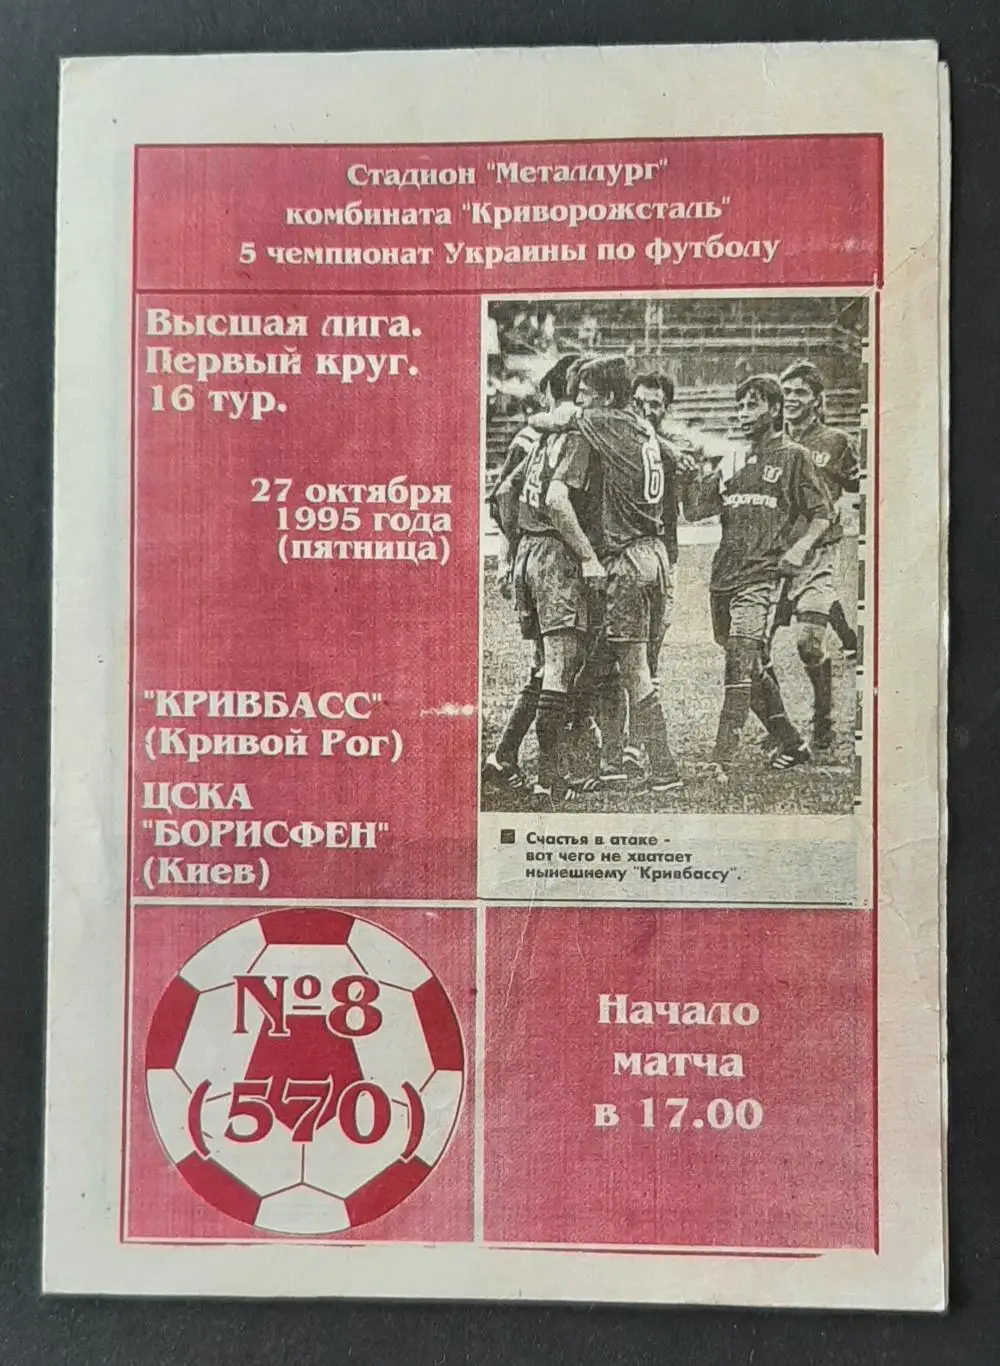 Стадион "Металлург"
комбината "Криворожсталь"
5 чемпионат Украины по футболу
Высшая лига.
Первый круг.
16 тур.
27 октября
1995 года
(пятница)
"КРИВБАСС"
(Кривой Рог)
ЦСКА
"БОРИСФЕН"
(Киев)
6
Счастья в атаке -
вот чего не хватает
нынешнему "Кривбассу".
№8
(570)
Начало
матча
в 17.00